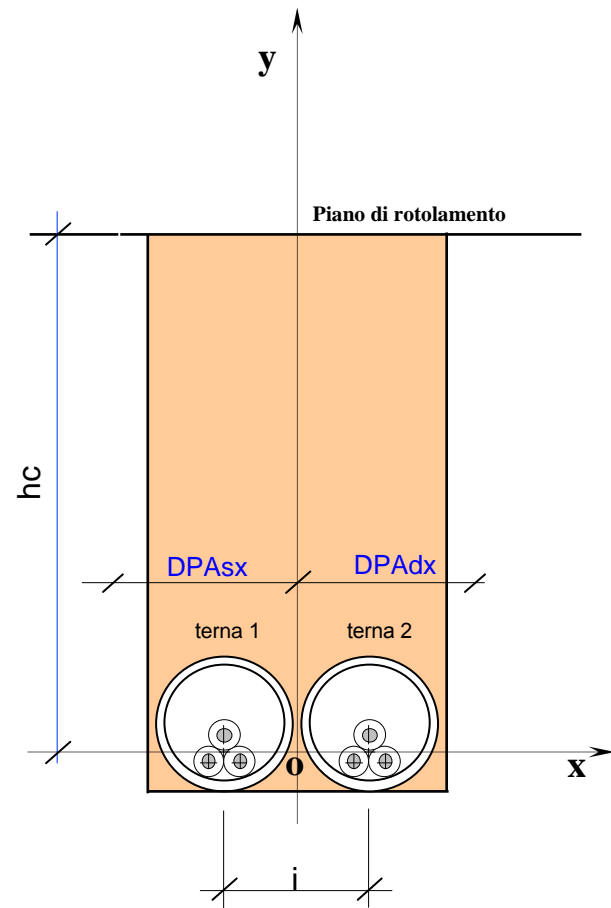 y
Piano di rotolamento
hc
DPAsx DPAdx
terna 1 terna 2
o x
i